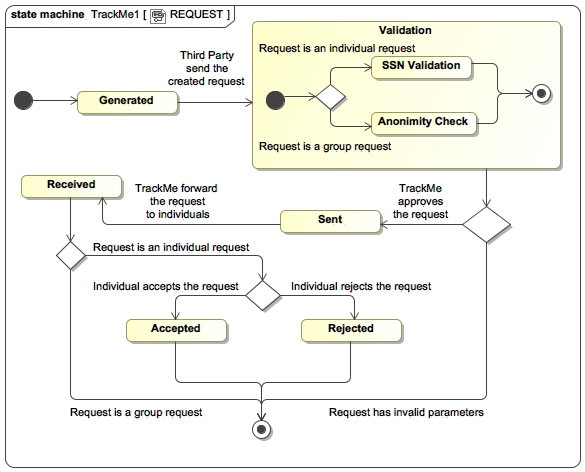 state machine TrackMe1 [ REQUEST ]
Validation
Third Party
send the
created request
Request is an individual request
SSN Validation
Generated
Anonimity Check
Request is a group request
Received
TrackMe forward
the request
to individuals
TrackMe
approves
the request
Sent
Request is an individual request
Individual accepts the request
Individual rejects the request
Accepted
Rejected
Request is a group request
Request has invalid parameters